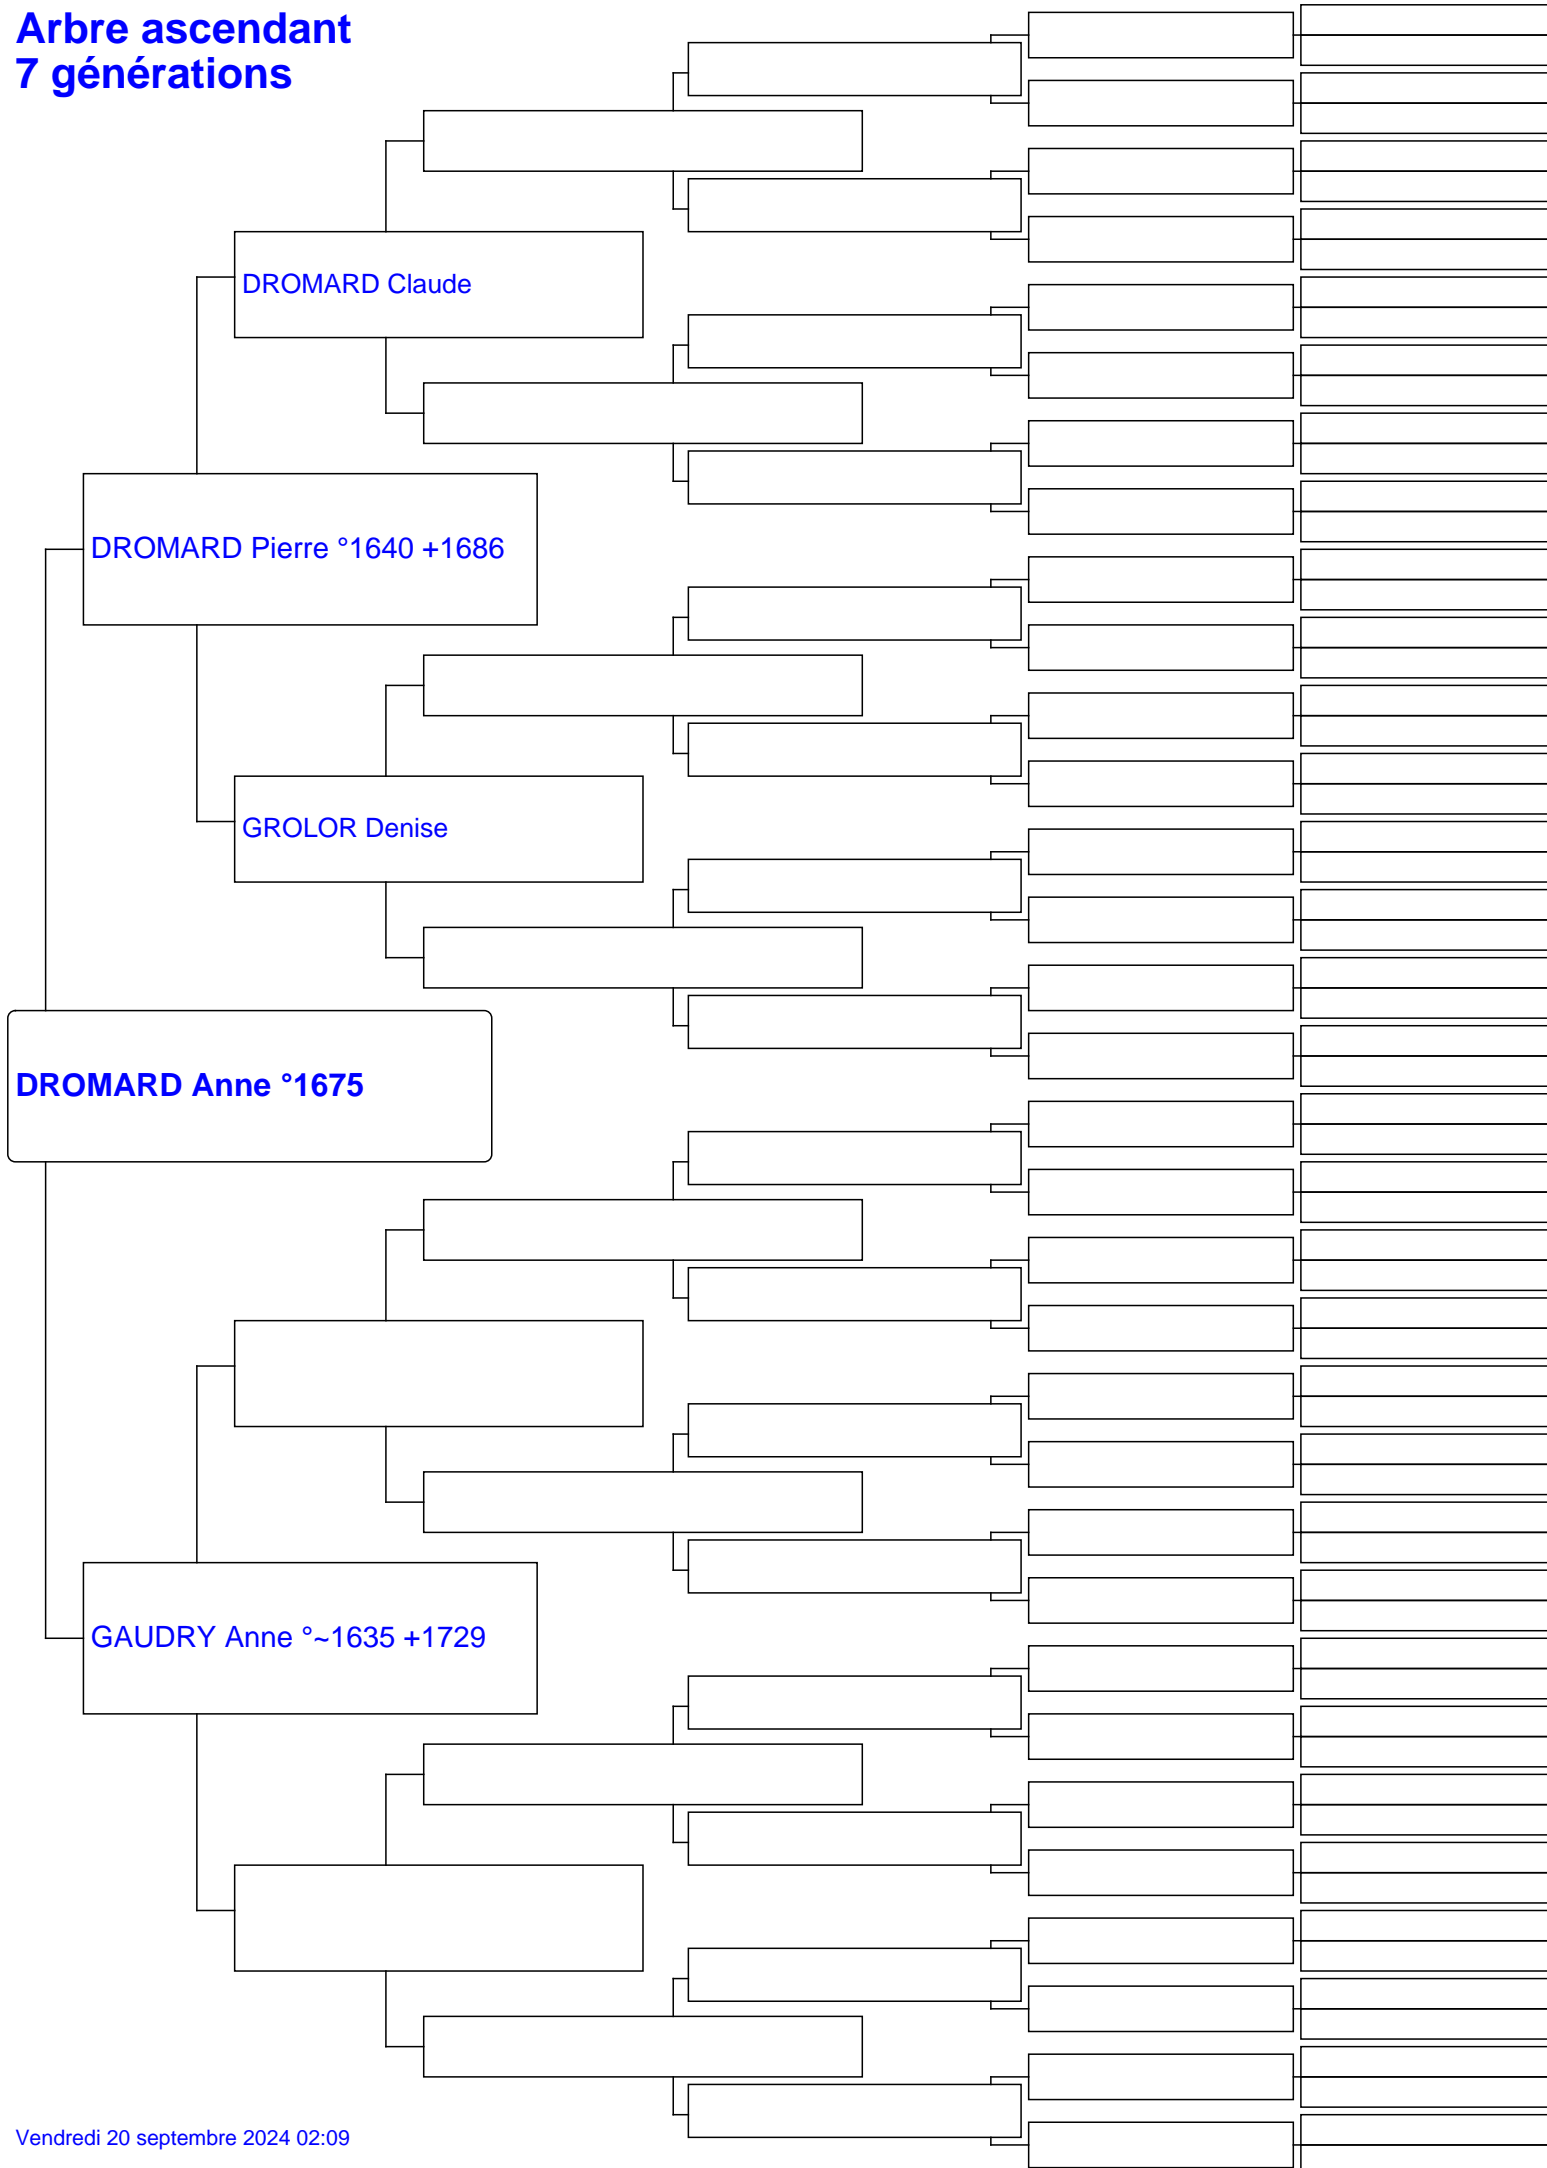 Arbre ascendant
7 générations
DROMARD Claude
DROMARD Pierre °1640 +1686
GROLOR Denise
DROMARD Anne °1675
GAUDRY Anne °~1635 +1729
Vendredi 20 septembre 2024 02:09